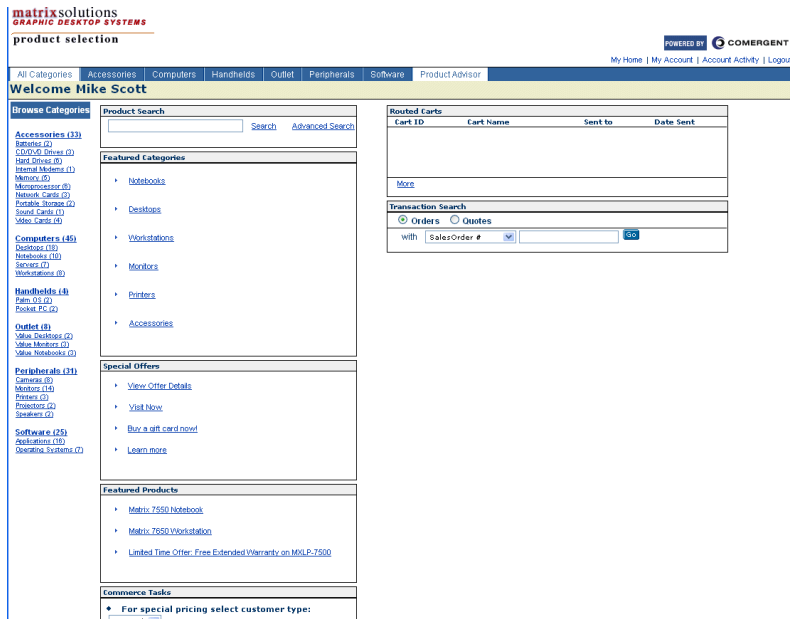 matrixsolutions
GRAPHIC DESKTOP SYSTEMS
product selection
POWERED BY COMERGENT
My Home | My Account | Account Activity | Logou
All Categories Accessories Computers Handhelds Outlet Peripherals Software Product Advisor
Welcome Mike Scott
Browse Categories
Accessories (33)
Batteries (2)
CD/DVD Drives (3)
Hard Drives (6)
Internal Modems (1)
Memory (5)
Microprocessor (6)
Network Cards (3)
Portable Storage (2)
Sound Cards (1)
Video Cards (4)
Computers (45)
Desktops (18)
Notebooks (10)
Servers (7)
Workstations (8)
Handhelds (4)
Palm OS (2)
Pocket PC (2)
Outlet (8)
Value Desktops (2)
Value Monitors (3)
Value Notebooks (3)
Peripherals (31)
Cameras (8)
Monitors (14)
Printers (3)
Projectors (2)
Speakers (2)
Software (25)
Applications (16)
Operating Systems (7)
Product Search
Search Advanced Search
Featured Categories
Notebooks
Desktops
Workstations
Monitors
Printers
Accessories
Special Offers
View Offer Details
Visit Now
Buy a gift card now!
Learn more
Featured Products
Matrix 7550 Notebook
Matrix 7650 Workstation
Limited Time Offer: Free Extended Warranty on MXLP-7500
Commerce Tasks
For special pricing select customer type:
Routed Carts
Cart ID Cart Name Sent to Date Sent
More
Transaction Search
Orders Quotes
with SalesOrder # Go